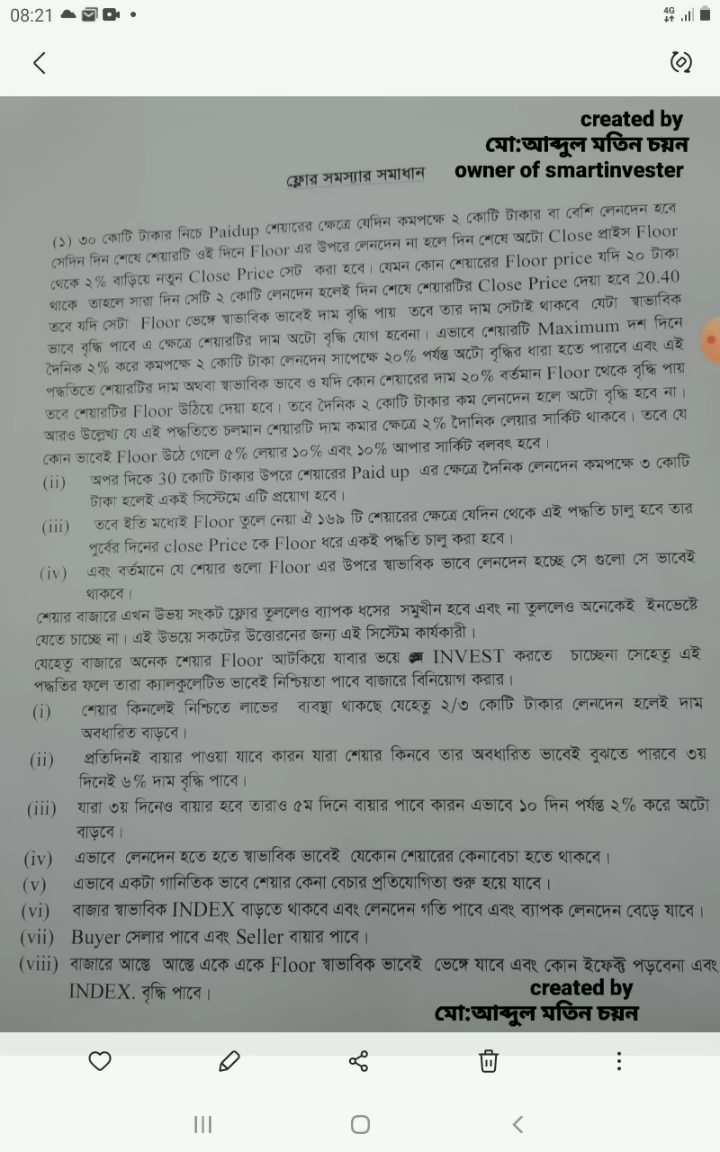 08:21
4G
created by
মো:আব্দুল মতিন চয়ন
owner of smartinvester
ফ্লোর সমস্যার সমাধান
(১) ৩০ কোটি টাকার নিচে Paidup শেয়ারের ক্ষেত্রে যেদিন কমপক্ষে ২ কোটি টাকার বা বেশি লেনদেন হবে
সেদিন দিন শেষে শেয়ারটি ওই দিনে Floor এর উপরে লেনদেন না হলে দিন শেষে অটো Close প্রাইস Floor
থেকে ২% বাড়িয়ে নতুন Close Price সেট করা হবে। যেমন কোন শেয়ারের Floor price যদি ২০ টাকা
থাকে তাহলে সারা দিন সেটি ২ কোটি লেনদেন হলেই দিন শেষে শেয়ারটির Close Price দেয়া হবে 20.40
তবে যদি সেটা Floor ভেঙ্গে স্বাভাবিক ভাবেই দাম বৃদ্ধি পায় তবে তার দাম সেটাই থাকবে যেটা স্বাভাবিক
ভাবে বৃদ্ধি পাবে এ ক্ষেত্রে শেয়ারটির দাম অটো বৃদ্ধি যোগ হবেনা। এভাবে শেয়ারটি Maximum দশ দিনে
দৈনিক ২% করে কমপক্ষে ২ কোটি টাকা লেনদেন সাপেক্ষে ২০% পর্যন্ত অটো বৃদ্ধির ধারা হতে পারবে এবং এই
পদ্ধতিতে শেয়ারটির দাম অথবা স্বাভাবিক ভাবে ও যদি কোন শেয়ারের দাম ২০% বর্তমান Floor থেকে বৃদ্ধি পায়
তবে শেয়ারটির Floor উঠিয়ে দেয়া হবে। তবে দৈনিক ২ কোটি টাকার কম লেনদেন হলে অটো বৃদ্ধি হবে না।
আরও উল্লেখ্য যে এই পদ্ধতিতে চলমান শেয়ারটি দাম কমার ক্ষেত্রে ২% দৈনিক লেয়ার সার্কিট থাকবে। তবে যে
কোন ভাবেই Floor উঠে গেলে ৫% লেয়ার ১০% এবং ১০% আপার সার্কিট বলবৎ হবে।
(ii) অপর দিকে 30 কোটি টাকার উপরে শেয়ারের Paid up এর ক্ষেত্রে দৈনিক লেনদেন কমপক্ষে ৩ কোটি
টাকা হলেই একই সিস্টেমে এটি প্রয়োগ হবে।
(iii) তবে ইতি মধ্যেই Floor তুলে নেয়া ঐ ১৬৯ টি শেয়ারের ক্ষেত্রে যেদিন থেকে এই পদ্ধতি চালু হবে তার
পূর্বের দিনের close Price কে Floor ধরে একই পদ্ধতি চালু করা হবে।
(iv) এবং বর্তমানে যে শেয়ার গুলো Floor এর উপরে স্বাভাবিক ভাবে লেনদেন হচ্ছে সে গুলো সে ভাবেই
থাকবে।
শেয়ার বাজারে এখন উভয় সংকট ফ্লোর তুললেও ব্যাপক ধসের সমুখীন হবে এবং না তুললেও অনেকেই ইনভেষ্টে
যেতে চাচ্ছে না। এই উভয়ে সকটের উত্তোরনের জন্য এই সিস্টেম কার্যকারী।
যেহেতু বাজারে অনেক শেয়ার Floor আটকিয়ে যাবার ভয়ে INVEST করতে চাচ্ছেনা সেহেতু এই
পদ্ধতির ফলে তারা ক্যালকুলেটিভ ভাবেই নিশ্চিয়তা পাবে বাজারে বিনিয়োগ করার।
(i) শেয়ার কিনলেই নিশ্চিতে লাভের ব্যবস্থা থাকছে যেহেতু ২/৩ কোটি টাকার লেনদেন হলেই দাম
অবধারিত বাড়বে।
(ii) প্রতিদিনই বায়ার পাওয়া যাবে কারন যারা শেয়ার কিনবে তার অবধারিত ভাবেই বুঝতে পারবে ৩য়
দিনেই ৬% দাম বৃদ্ধি পাবে।
(iii) যারা ৩য় দিনেও বায়ার হবে তারাও ৫ম দিনে বায়ার পাবে কারন এভাবে ১০ দিন পর্যন্ত ২% করে অটো
বাড়বে।
(iv) এভাবে লেনদেন হতে হতে স্বাভাবিক ভাবেই যেকোন শেয়ারের কেনাবেচা হতে থাকবে।
(v) এভাবে একটা গানিতিক ভাবে শেয়ার কেনা বেচার প্রতিযোগিতা শুরু হয়ে যাবে।
(vi) বাজার স্বাভাবিক INDEX বাড়তে থাকবে এবং লেনদেন গতি পাবে এবং ব্যাপক লেনদেন বেড়ে যাবে।
(vii) Buyer সেলার পাবে এবং Seller বায়ার পাবে।
(viii) বাজারে আস্তে আস্তে একে একে Floor স্বাভাবিক ভাবেই ভেঙ্গে যাবে এবং কোন ইফেক্ট পড়বেনা এবং
INDEX. বৃদ্ধি পাবে।
created by
মো:আব্দুল মতিন চয়ন